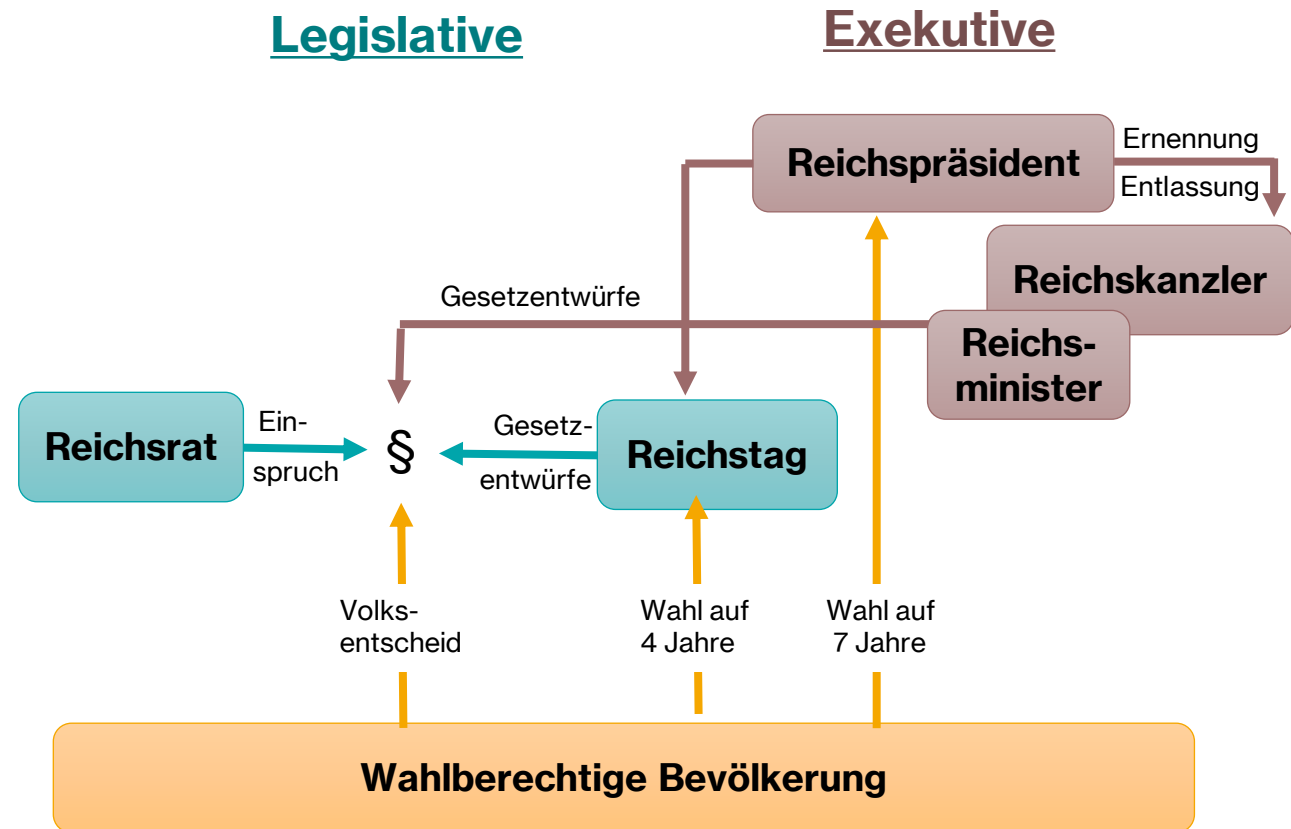 Legislative
Exekutive
Reichspräsident
Ernennung
Entlassung
Reichskanzler
Gesetzentwürfe
Reichs-
minister
Reichsrat
Ein-
spruch
§
Gesetz-
entwürfe
Reichstag
Volks-
entscheid
Wahl auf
4 Jahre
Wahl auf
7 Jahre
Wahlberechtige Bevölkerung